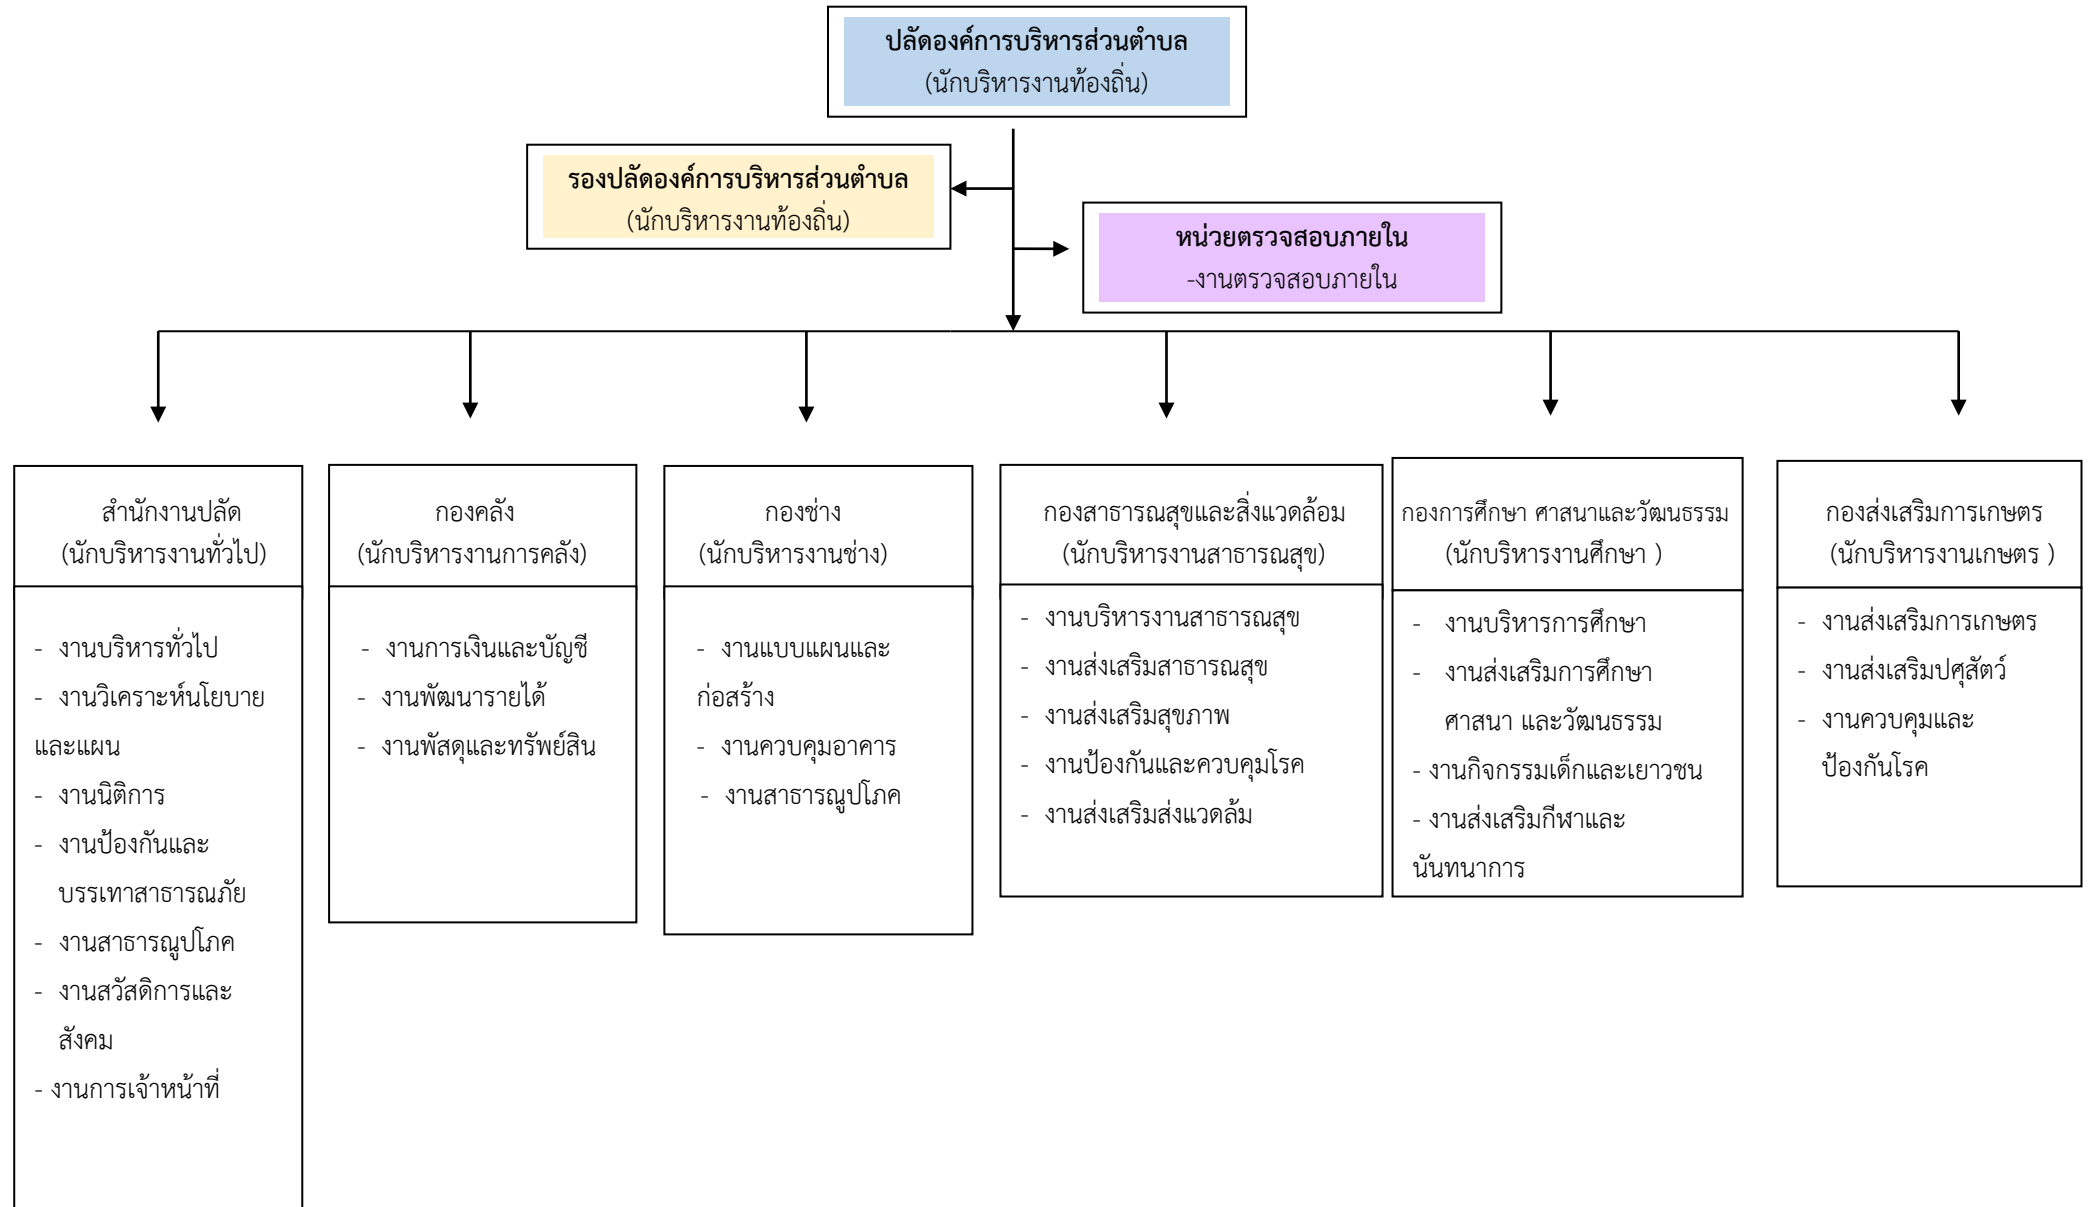 ปลัดองค์การบริหารส่วนตำบล
(นักบริหารงานท้องถิ่น)
รองปลัดองค์การบริหารส่วนตำบล
(นักบริหารงานท้องถิ่น)
หน่วยตรวจสอบภายใน
-งานตรวจสอบภายใน
สำนักงานปลัด
(นักบริหารงานทั่วไป)
- งานบริหารทั่วไป
- งานวิเคราะห์นโยบาย
และแผน
- งานนิติการ
- งานป้องกันและ
บรรเทาสาธารณภัย
- งานสาธารณูปโภค
- งานสวัสดิการและ
สังคม
- งานการเจ้าหน้าที่
กองคลัง
(นักบริหารงานการคลัง)
- งานการเงินและบัญชี
- งานพัฒนารายได้
- งานพัสดุและทรัพย์สิน
กองช่าง
(นักบริหารงานช่าง)
- งานแบบแผนและ
ก่อสร้าง
- งานควบคุมอาคาร
- งานสาธารณูปโภค
กองสาธารณสุขและสิ่งแวดล้อม
(นักบริหารงานสาธารณสุข)
- งานบริหารงานสาธารณสุข
- งานส่งเสริมสาธารณสุข
- งานส่งเสริมสุขภาพ
- งานป้องกันและควบคุมโรค
- งานส่งเสริมส่งแวดล้ม
กองการศึกษา ศาสนาและวัฒนธรรม
(นักบริหารงานศึกษา )
- งานบริหารการศึกษา
- งานส่งเสริมการศึกษา
ศาสนา และวัฒนธรรม
- งานกิจกรรมเด็กและเยาวชน
- งานส่งเสริมกีฬาและ
นันทนาการ
กองส่งเสริมการเกษตร
(นักบริหารงานเกษตร )
- งานส่งเสริมการเกษตร
- งานส่งเสริมปศุสัตว์
- งานควบคุมและ
ป้องกันโรค